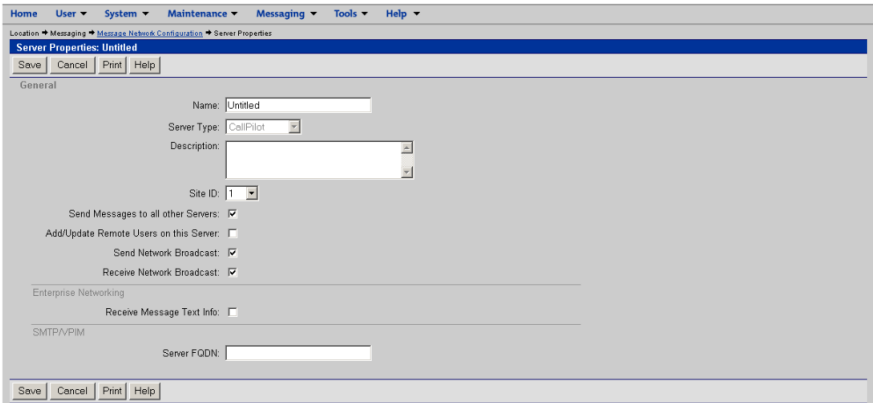 Home User System Maintenance Messaging Tools Help
Location Messaging Message Network Configuration Server Properties
Server Properties: Untitled
Save Cancel Print Help
General
Name: Untitled
Server Type: CallPilot
Description:
Site ID: 1
Send Messages to all other Servers:
Add/Update Remote Users on this Server:
Send Network Broadcast:
Receive Network Broadcast:
Enterprise Networking
Receive Message Text Info:
SMTP/VPIM
Server FQDN:
Save Cancel Print Help